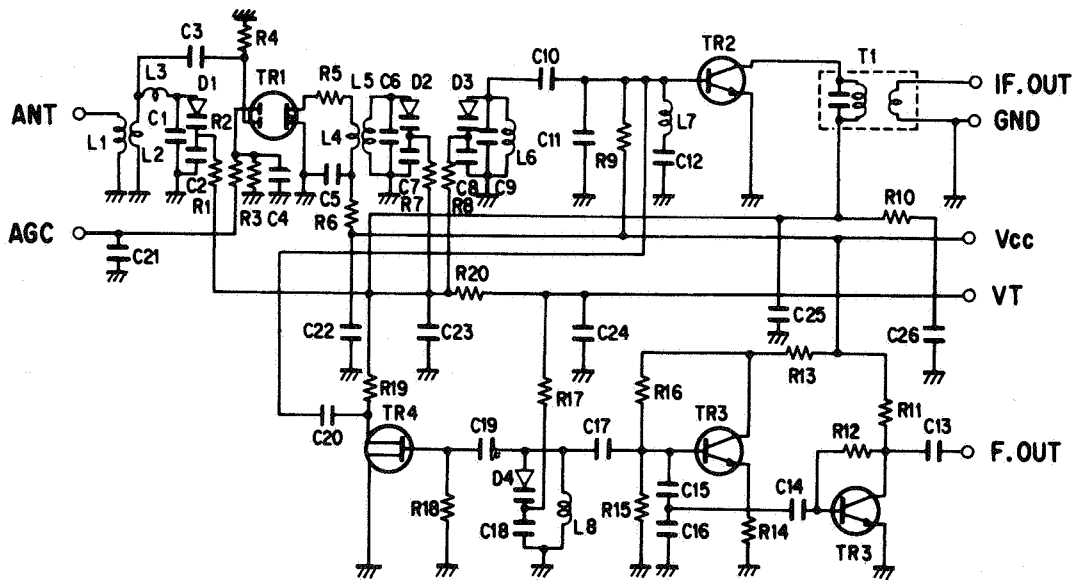 C3
R4
TR2
L3
D1
TR1
R5
L5
C6
D2
D3
C10
T1
IF.OUT
ANT
C1
R2
L4
L7
GND
L1
L2
C11
R9
L6
C12
C2
R1
R3
C4
C5
R6
C7
R7
C8
R8
C9
R10
AGC
C21
Vcc
R20
VT
C22
C23
C24
C25
C26
R13
R19
R17
R16
R11
C20
TR4
C19
C17
TR3
R12
C13
F.OUT
D4
C15
C14
R18
C18
L8
R15
C16
R14
TR3